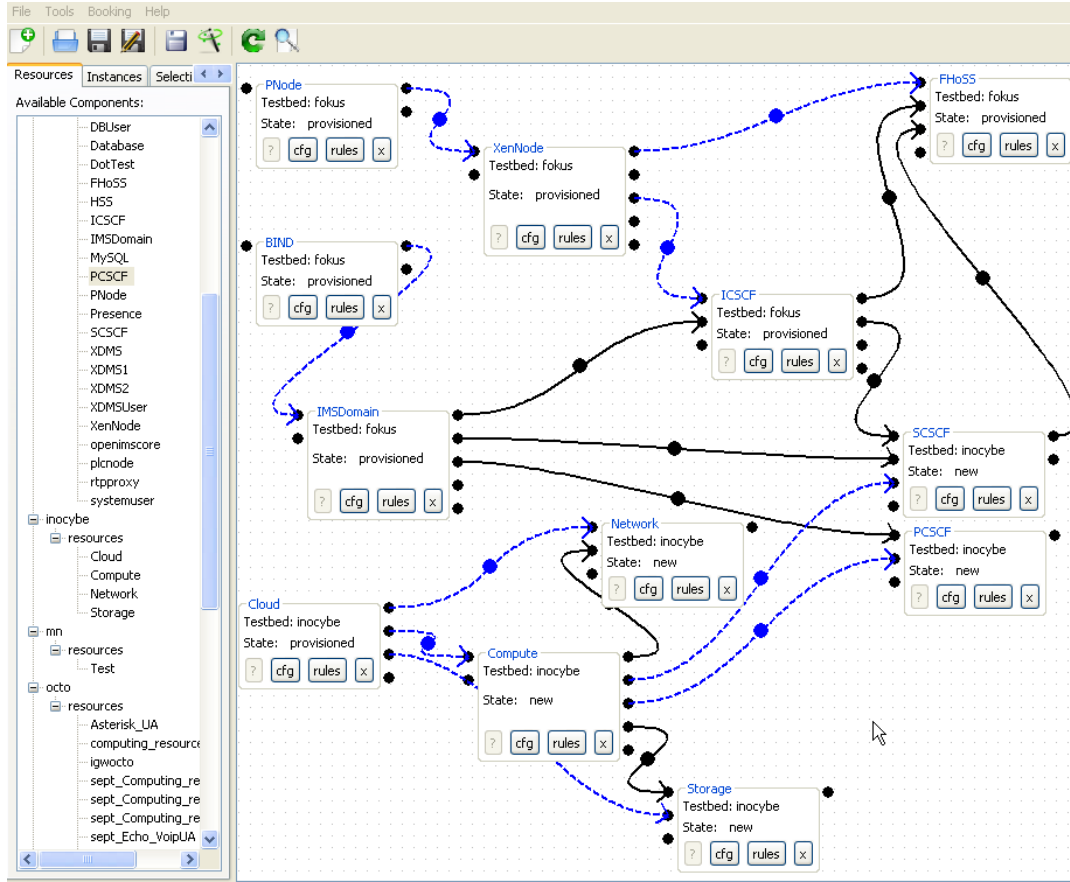 File Tools Booking Help
Resources Instances Selecti
Available Components:
DBUser
Database
DotTest
FHoSS
HSS
ICSCF
IMSDomain
MySQL
PCSCF
PNode
Presence
SCSCF
XDMS
XDMS1
XDMS2
XDMSUser
XenNode
openimscore
plcnode
rtpproxy
systemuser
inocybe
resources
Cloud
Compute
Network
Storage
mn
resources
Test
octo
resources
Asterisk_UA
computing_resource
igwocto
sept_Computing_re
sept_Computing_re
sept_Computing_re
sept_Echo_VoipUA
PNode
Testbed: fokus
State: provisioned
? cfg rules x
FHoSS
Testbed: fokus
State: provisioned
? cfg rules x
XenNode
Testbed: fokus
State: provisioned
? cfg rules x
BIND
Testbed: fokus
State: provisioned
? cfg rules x
ICSCF
Testbed: fokus
State: provisioned
? cfg rules x
IMSDomain
Testbed: fokus
State: provisioned
? cfg rules x
SCSCF
Testbed: inocybe
State: new
? cfg rules x
Network
Testbed: inocybe
State: new
? cfg rules x
PCSCF
Testbed: inocybe
State: new
? cfg rules x
Cloud
Testbed: inocybe
State: provisioned
? cfg rules x
Compute
Testbed: inocybe
State: new
? cfg rules x
Storage
Testbed: inocybe
State: new
? cfg rules x